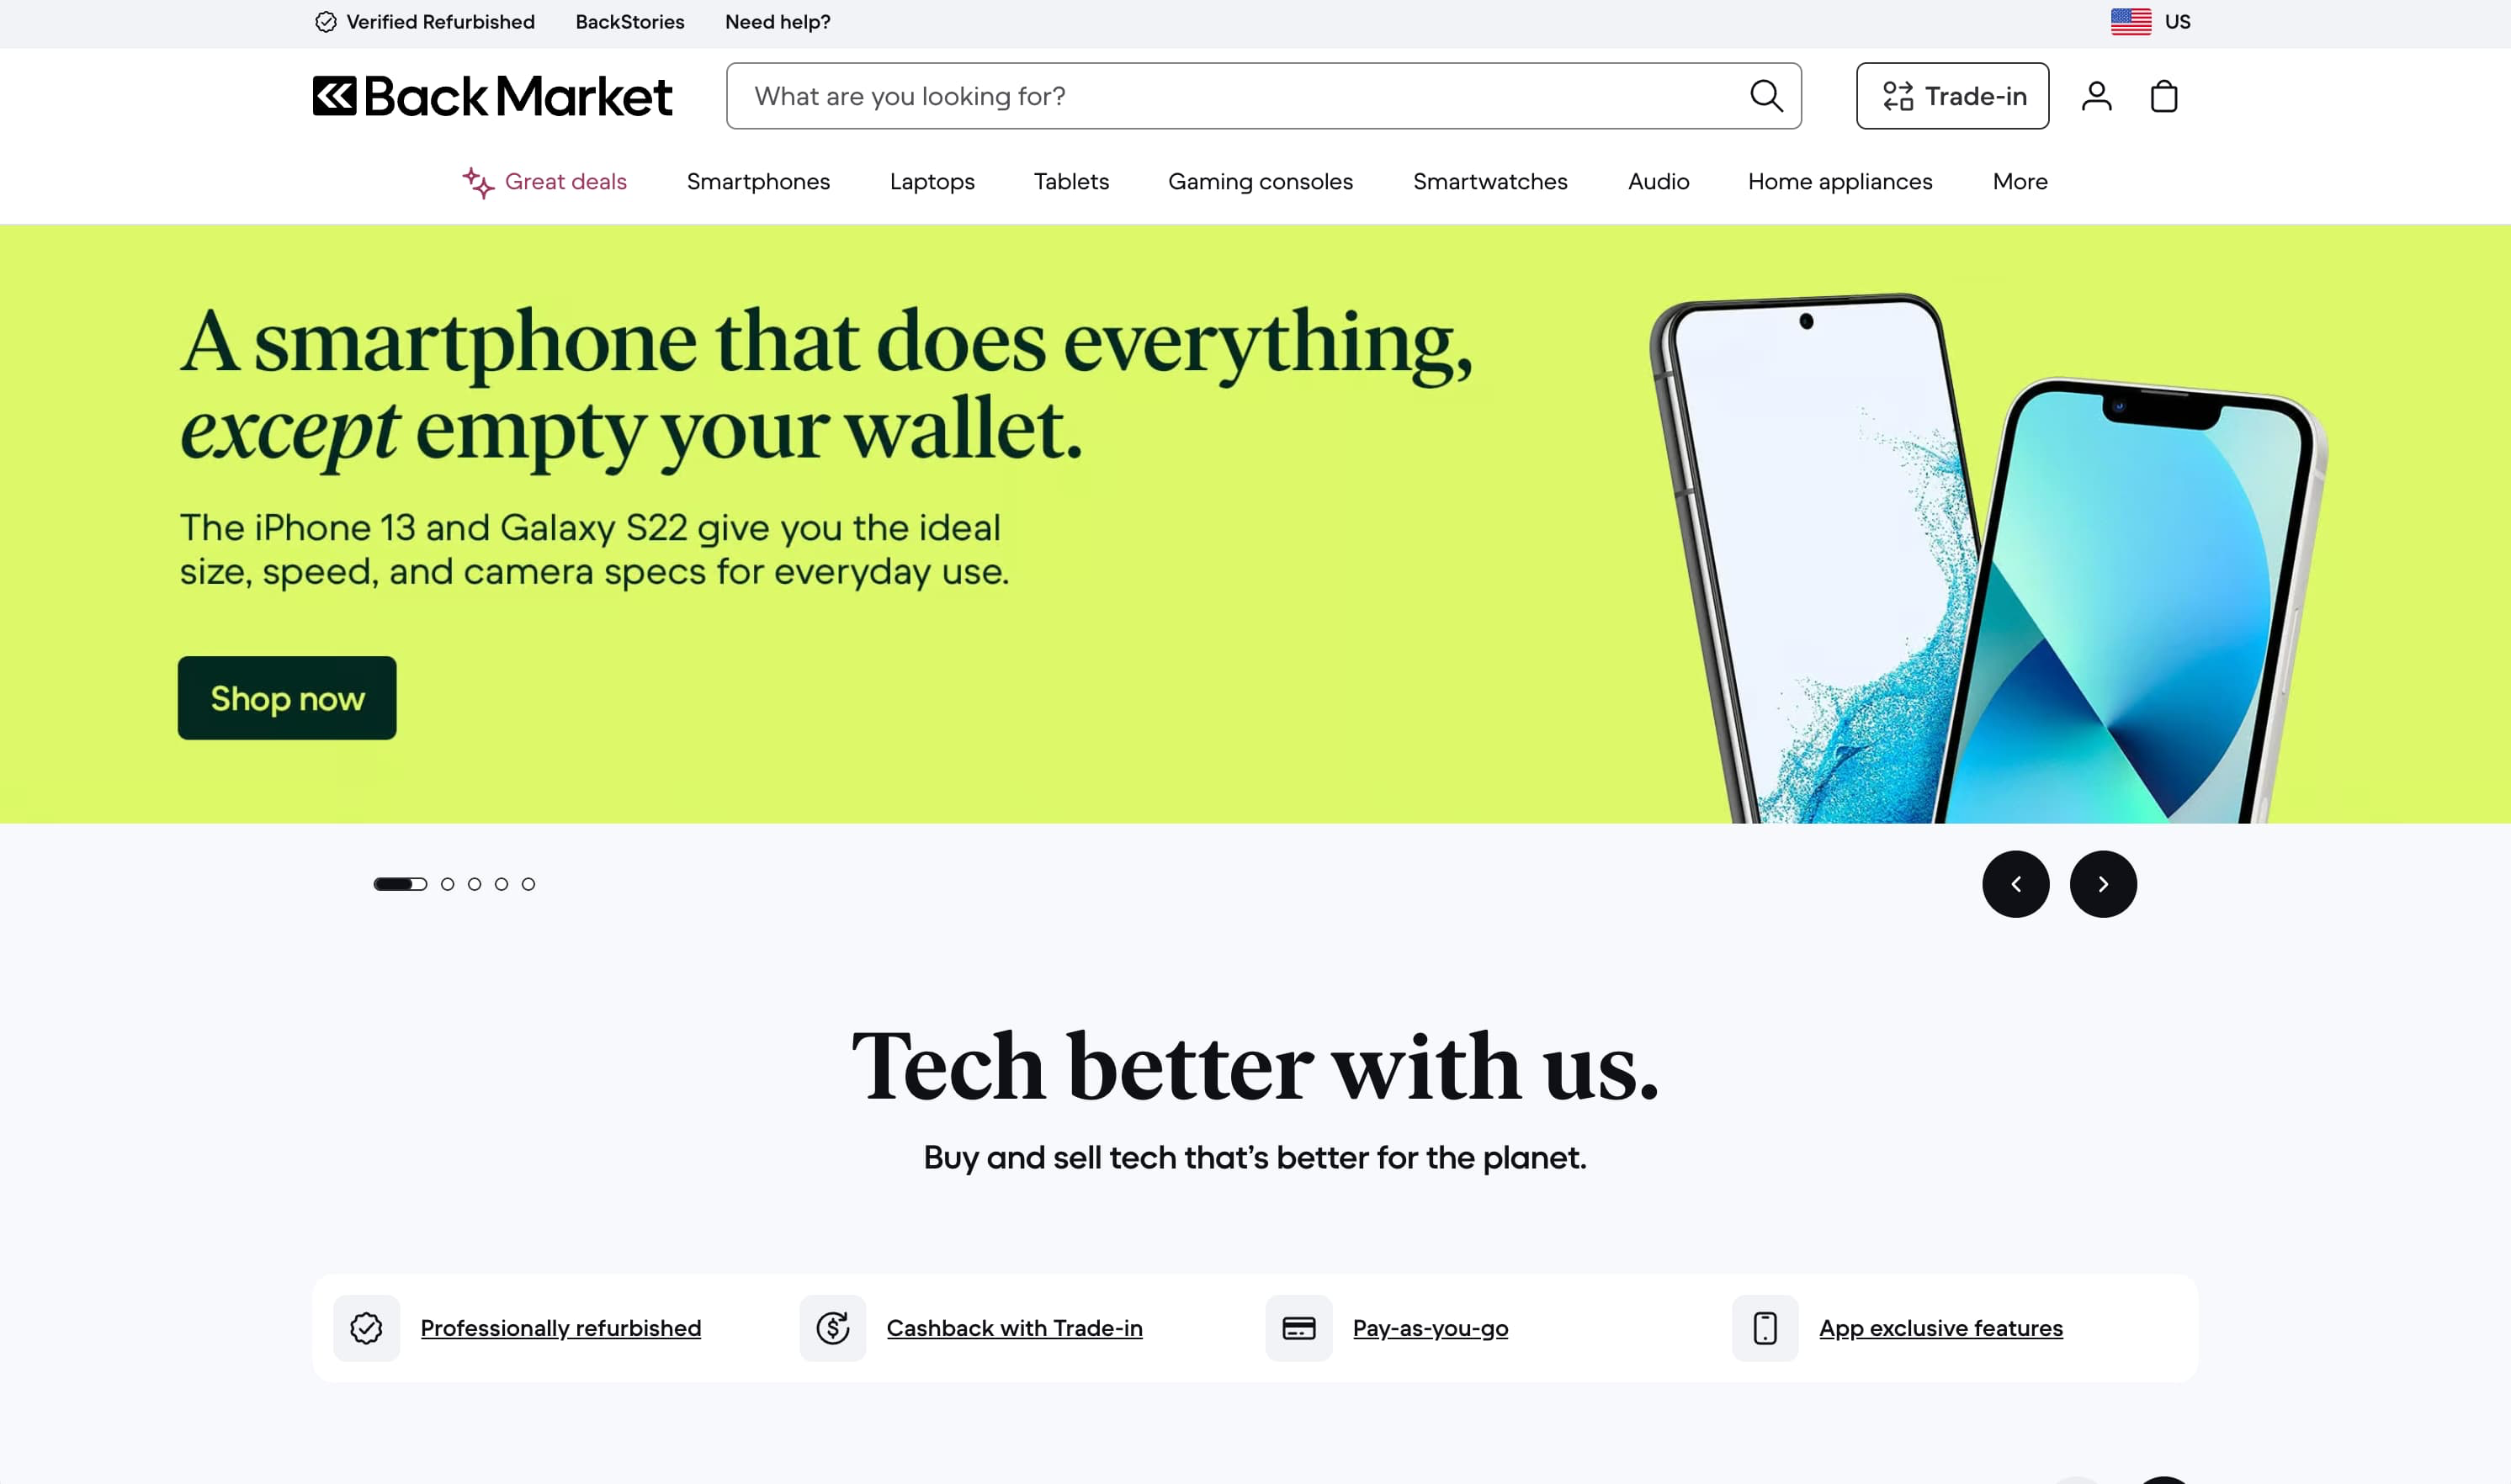 Verified Refurbished BackStories Need help? US
Back Market What are you looking for? Trade-in
Great deals Smartphones Laptops Tablets Gaming consoles Smartwatches Audio Home appliances More
A smartphone that does everything,
except empty your wallet.
The iPhone 13 and Galaxy S22 give you the ideal
size, speed, and camera specs for everyday use.
Shop now
Tech better with us.
Buy and sell tech that’s better for the planet.
Professionally refurbished Cashback with Trade-in Pay-as-you-go App exclusive features